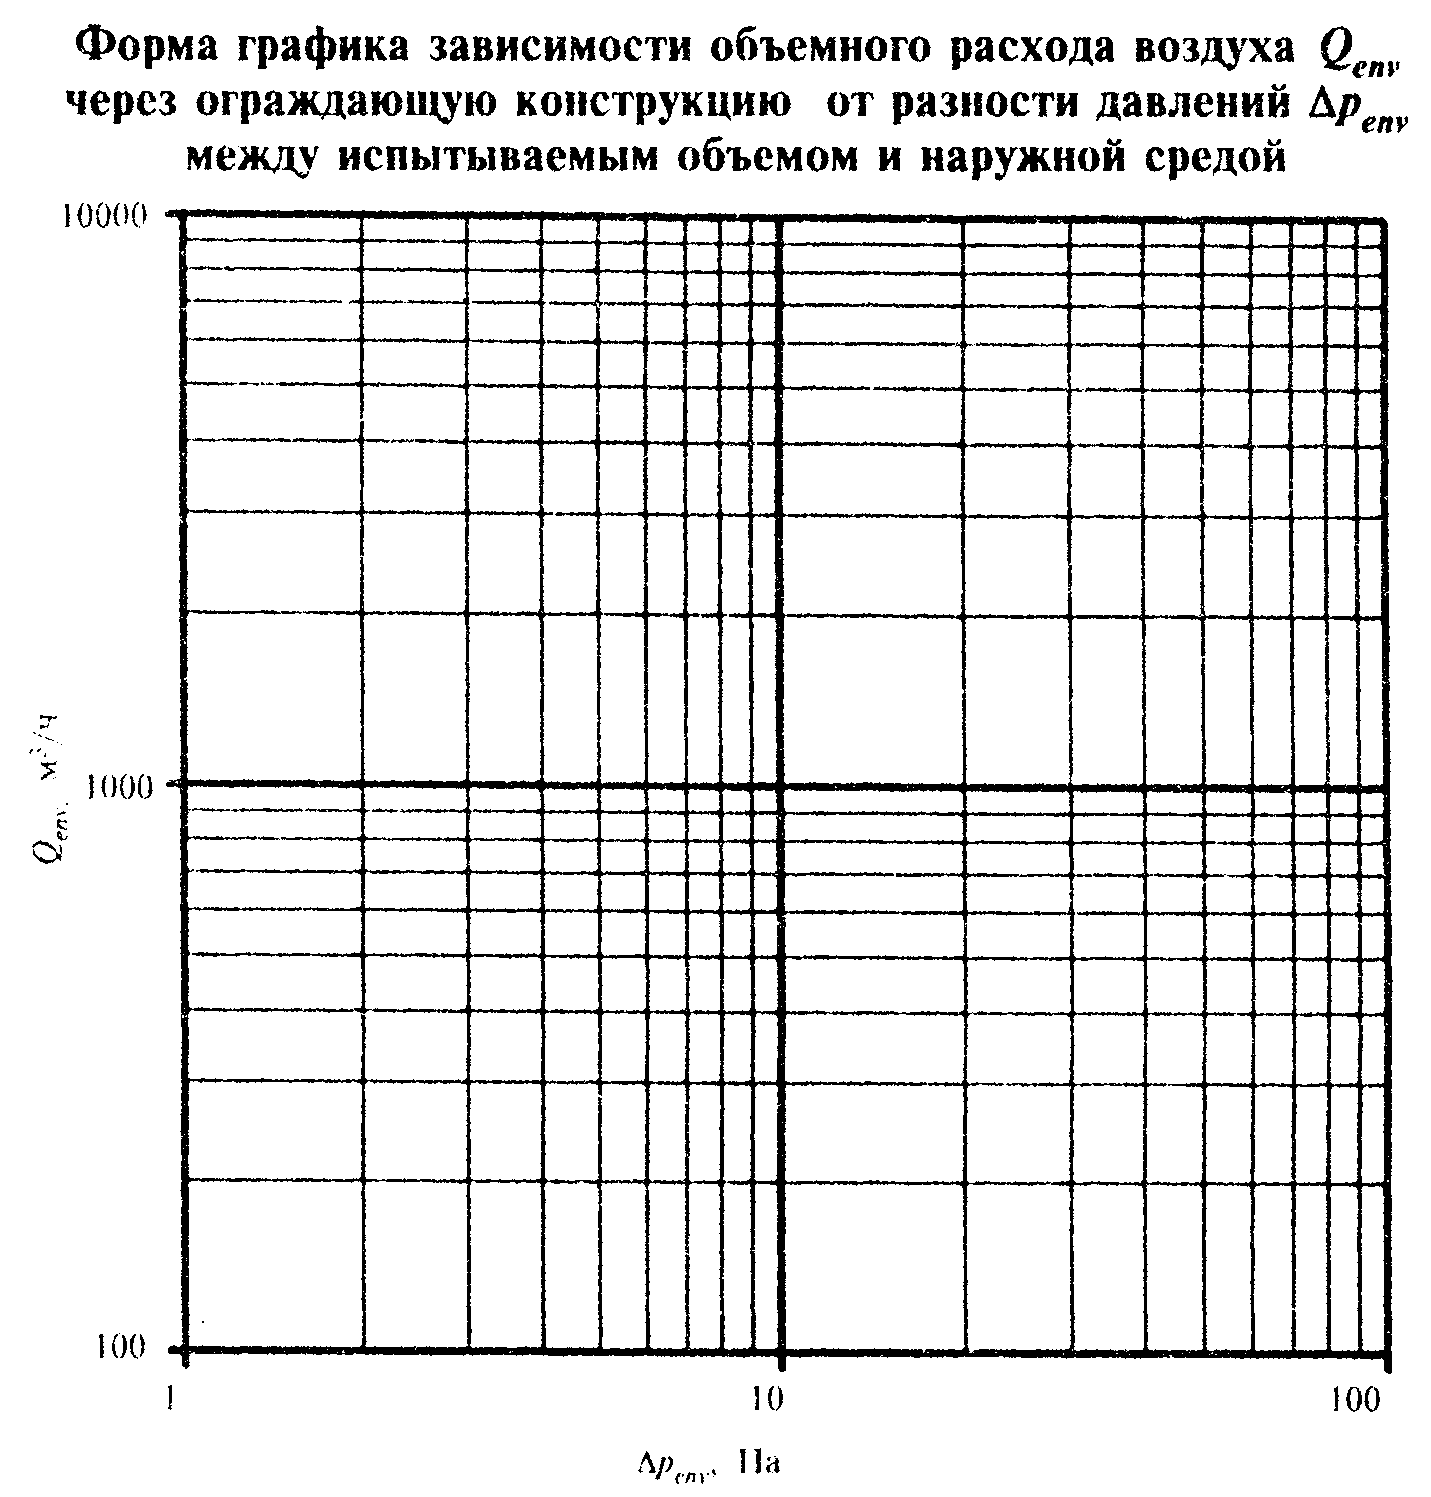 Форма графика зависимости объемного расхода воздуха Qenv
через ограждающую конструкцию от разности давлений Δpenv
между испытываемым объемом и наружной средой
10000
Qenv, м³/ч
1000
100
1 10 100
Δpenv, Па